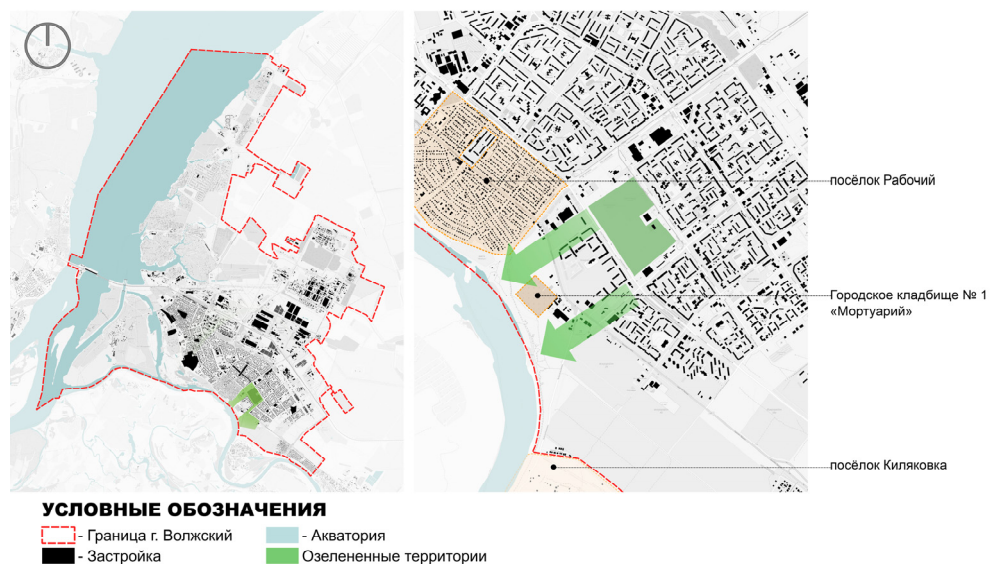 посёлок Рабочий
Городское кладбище № 1
«Мортуарий»
посёлок Киляковка
УСЛОВНЫЕ ОБОЗНАЧЕНИЯ
- Граница г. Волжский
- Акватория
- Застройка
Озелененные территории